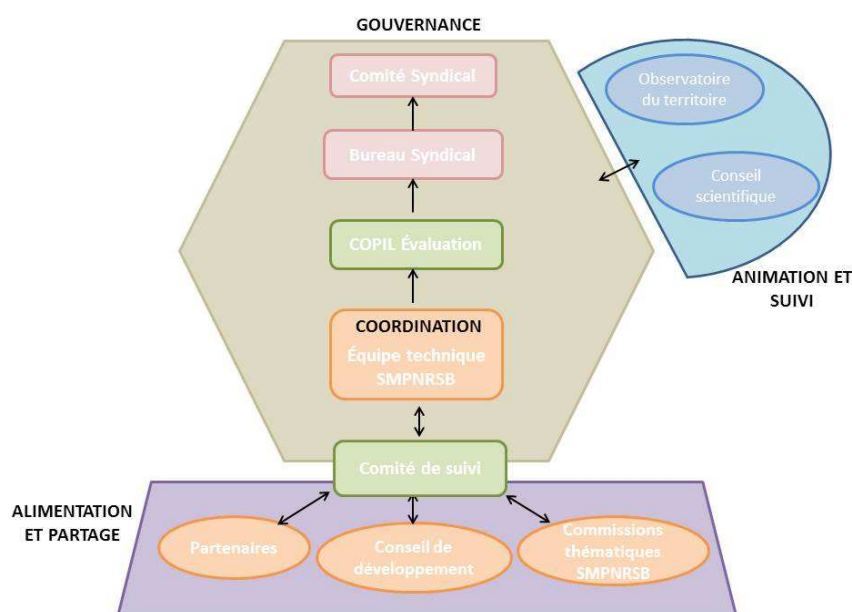 GOUVERNANCE
Comité Syndical
Observatoire
du territoire
Bureau Syndical
Conseil
scientifique
COPIL Évaluation
ANIMATION ET
SUIVI
COORDINATION
Équipe technique
SMPNRSB
Comité de suivi
ALIMENTATION
ET PARTAGE
Partenaires
Conseil de
développement
Commissions
thématiques
SMPNRSB